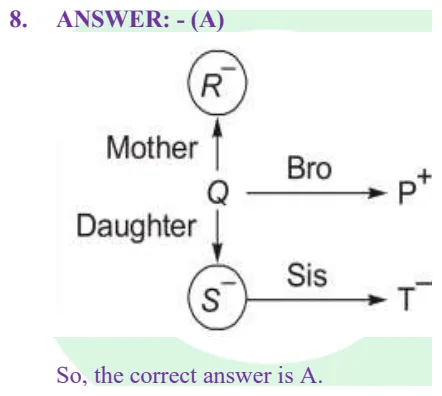 8. ANSWER: - (A)
R⁻
Mother
Q Bro P⁺
Daughter
S⁻ Sis T⁻
So, the correct answer is A.